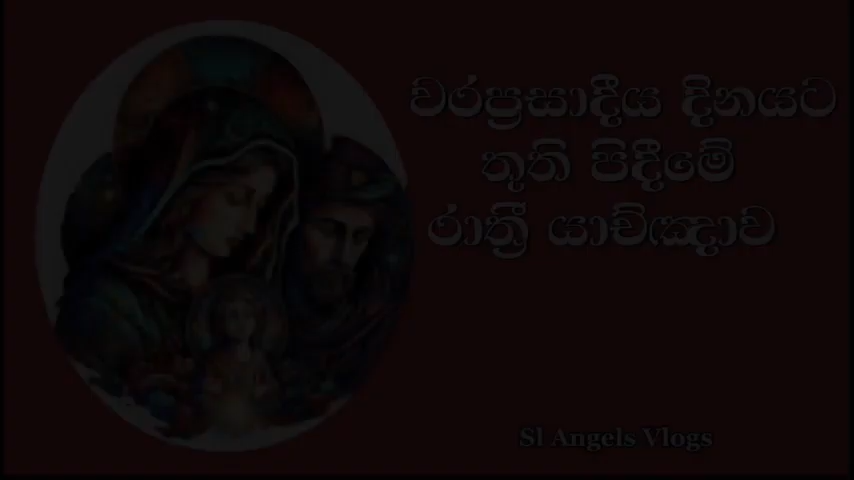 වරප්‍රසාදීය දිනයට
තුති පිදීමේ
රාත්‍රී යාච්ඤාව
Sl Angels Vlogs